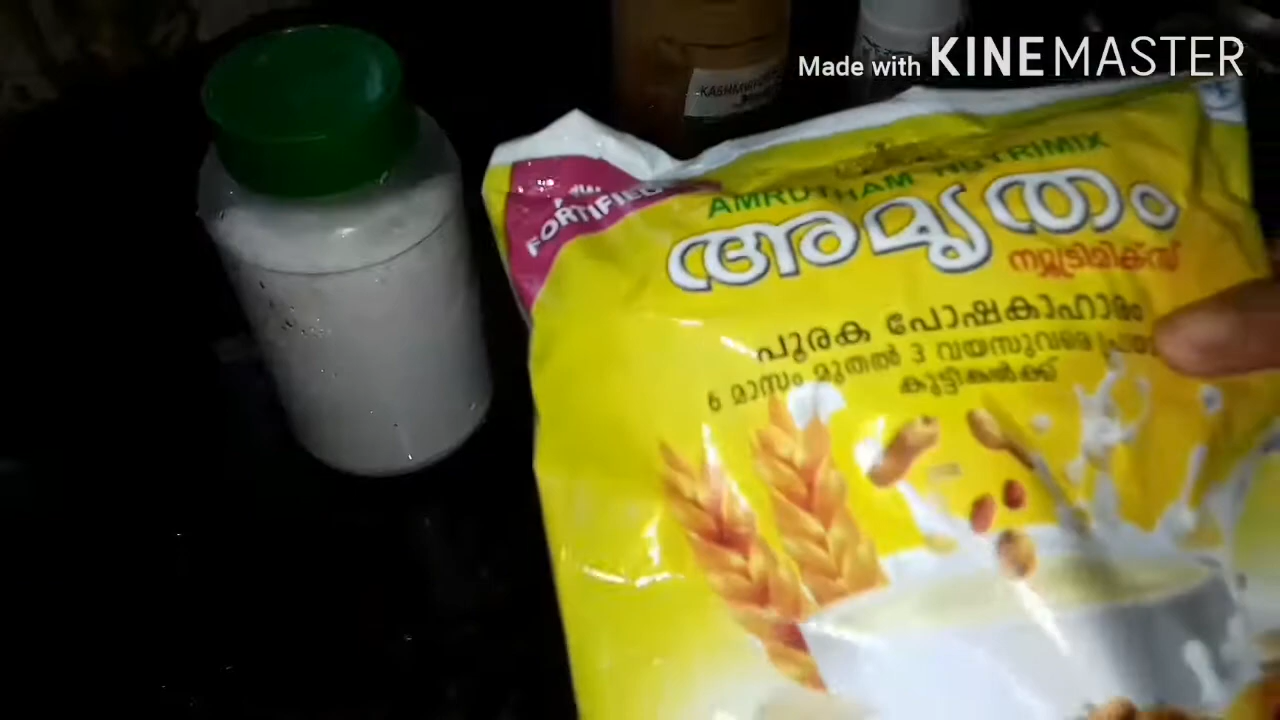 Made with KINEMASTER
FORTIFIED
AMRUTHAM NUTRIMIX
അമൃതം
ന്യൂട്രിമിക്സ്
പൂരക പോഷകാഹാരം
6 മാസം മുതൽ 3 വയസുവരെ
കുട്ടികൾക്ക്